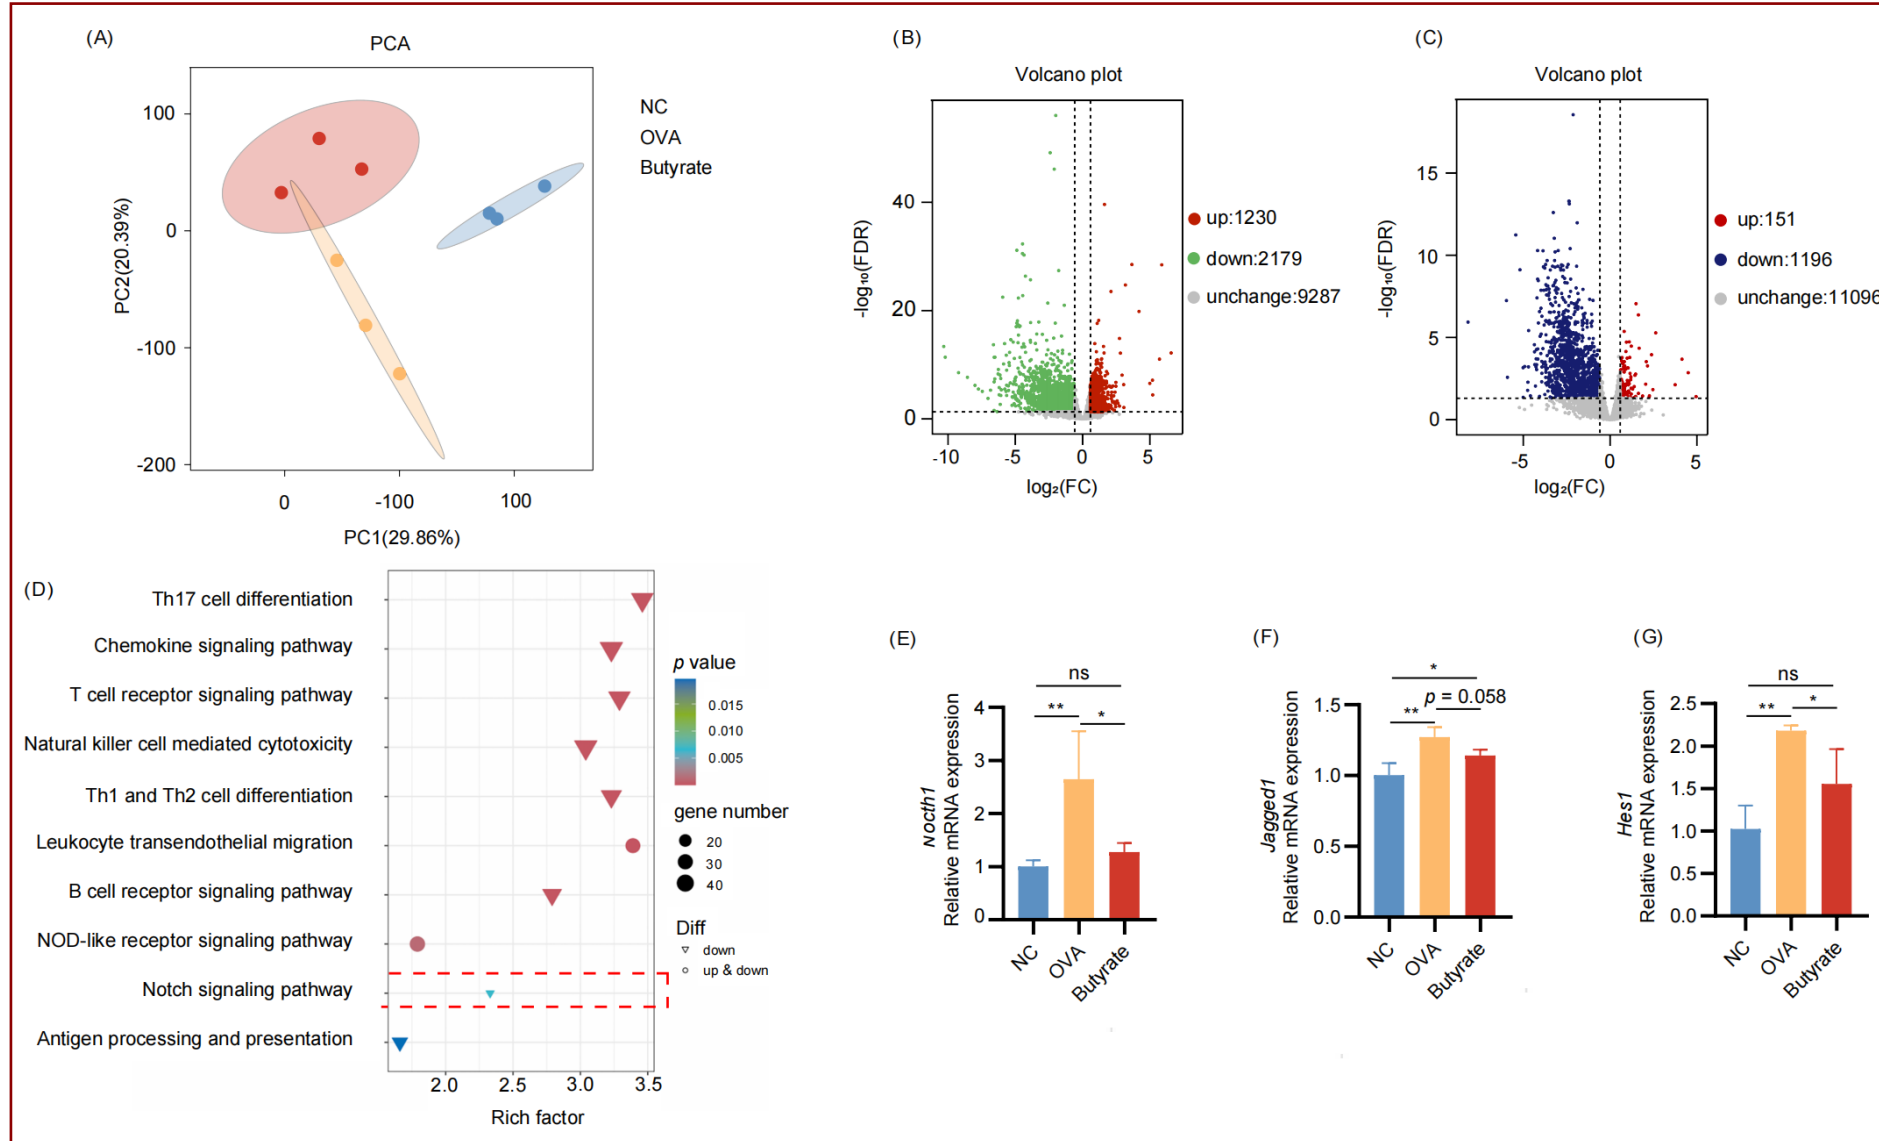 (A)
PCA
100
0
-100
-200
PC2(20.39%)
0
-100
100
PC1(29.86%)
NC
OVA
Butyrate
(B)
Volcano plot
40
20
0
-log₁₀(FDR)
-10
-5
0
5
log₂(FC)
up:1230
down:2179
unchange:9287
(C)
Volcano plot
15
10
5
0
-log₁₀(FDR)
-5
0
5
log₂(FC)
up:151
down:1196
unchange:11096
(D)
Th17 cell differentiation
Chemokine signaling pathway
T cell receptor signaling pathway
Natural killer cell mediated cytotoxicity
Th1 and Th2 cell differentiation
Leukocyte transendothelial migration
B cell receptor signaling pathway
NOD-like receptor signaling pathway
Notch signaling pathway
Antigen processing and presentation
2.0
2.5
3.0
3.5
Rich factor
p value
0.015
0.010
0.005
gene number
20
30
40
Diff
down
up & down
(E)
ns
**
*
4
3
2
1
0
Nocth1
Relative mRNA expression
NC
OVA
Butyrate
(F)
*
p = 0.058
**
1.5
1.0
0.5
0.0
Jagged1
Relative mRNA expression
NC
OVA
Butyrate
(G)
ns
**
*
2.5
2.0
1.5
1.0
0.5
0.0
Hes1
Relative mRNA expression
NC
OVA
Butyrate